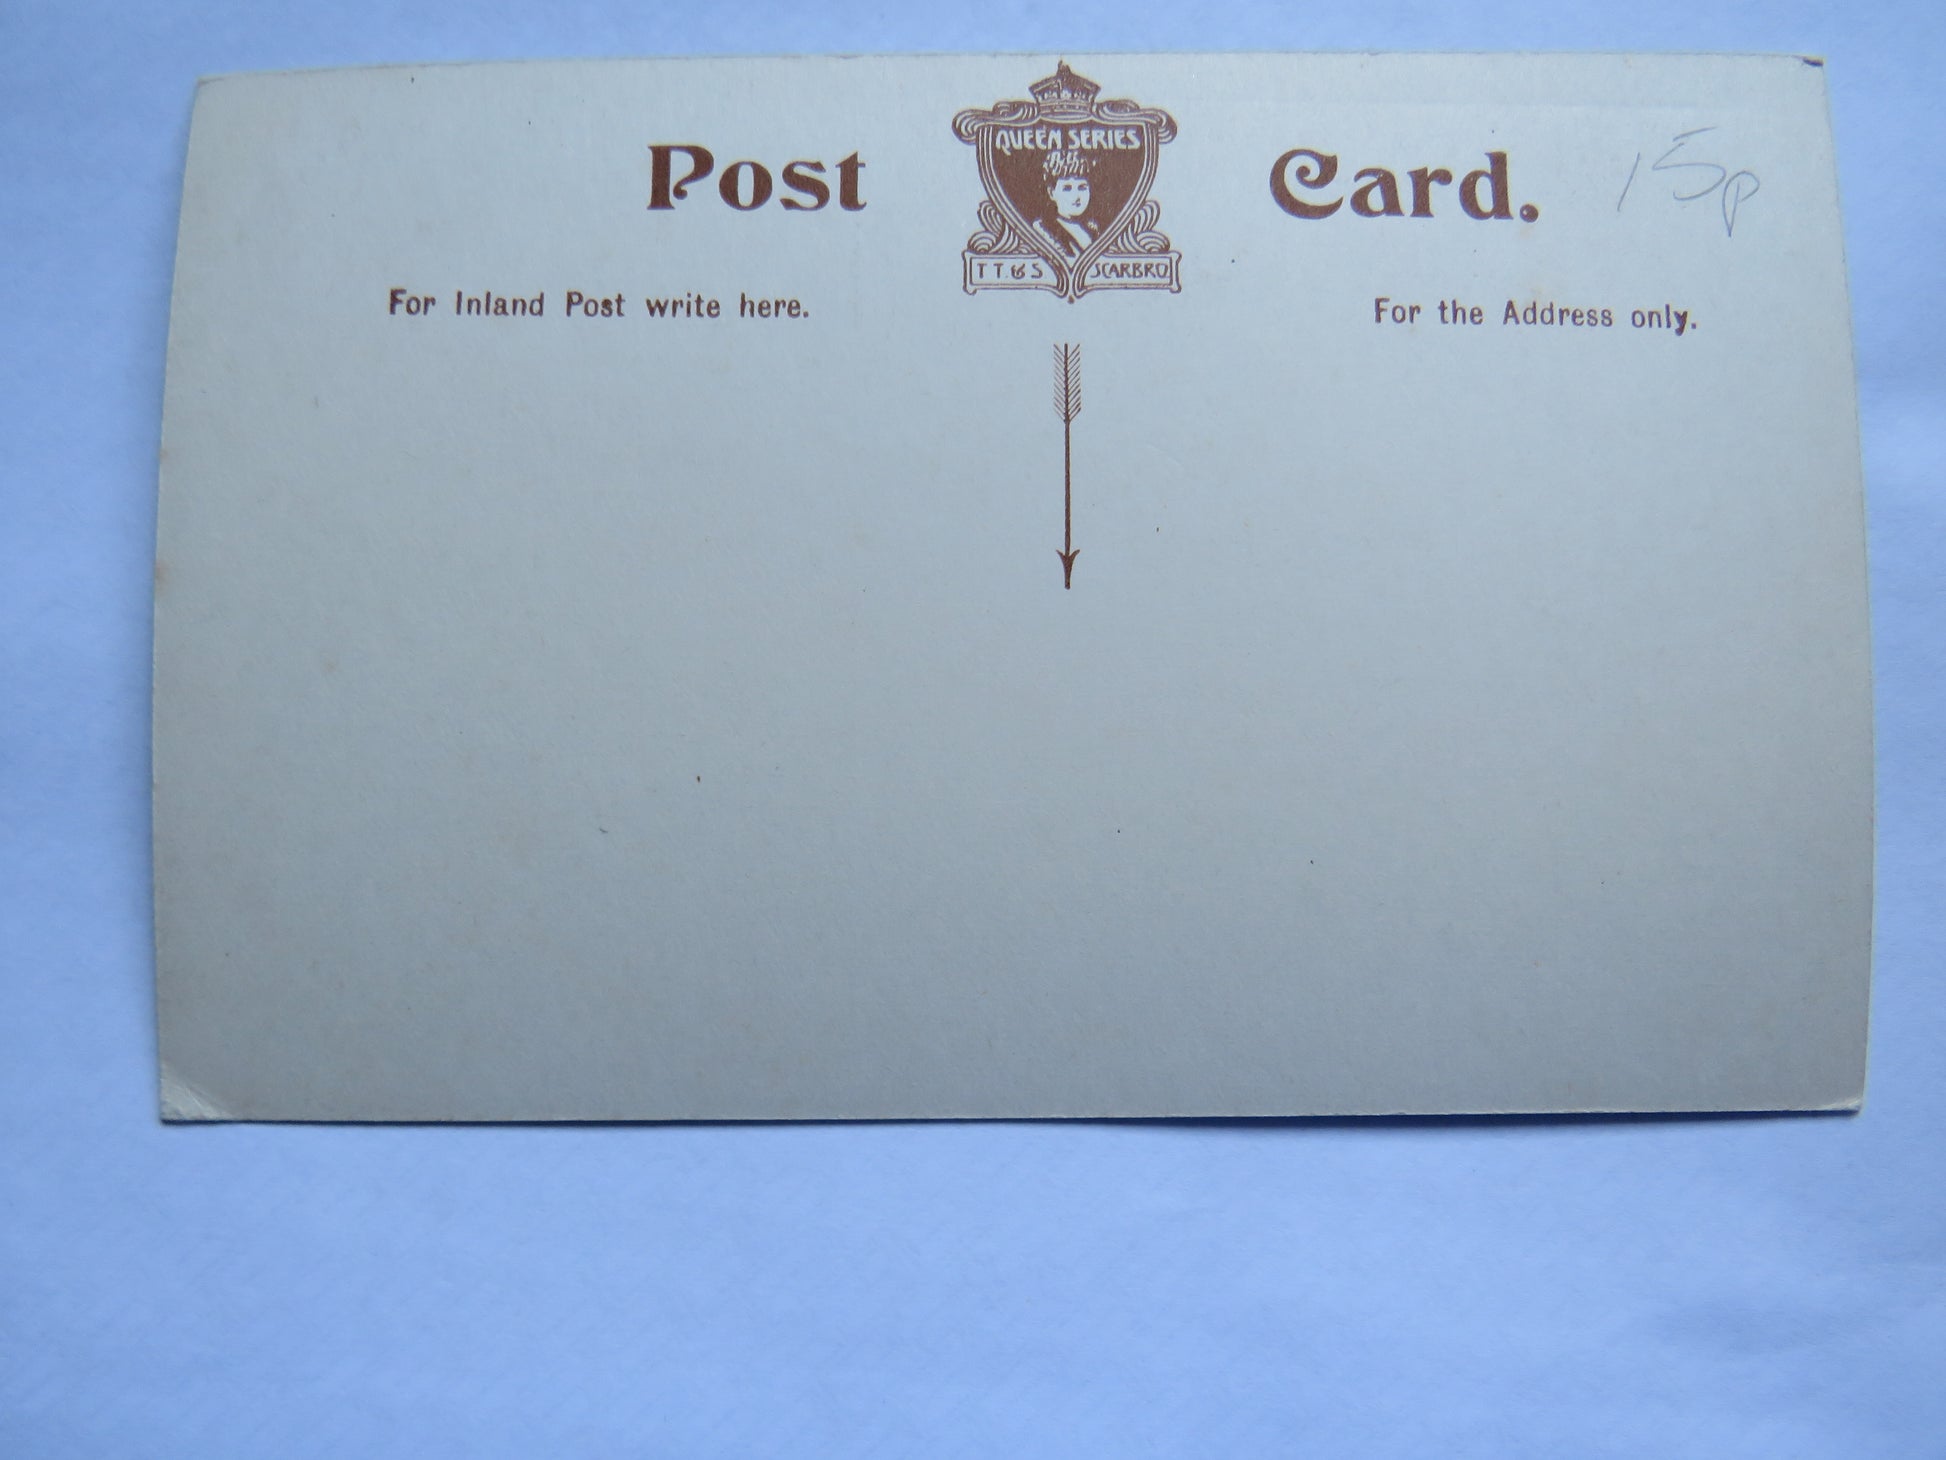 QUEEN SERIES
Post Card. 15p
T T. & S SCARBRO
For Inland Post write here. For the Address only.